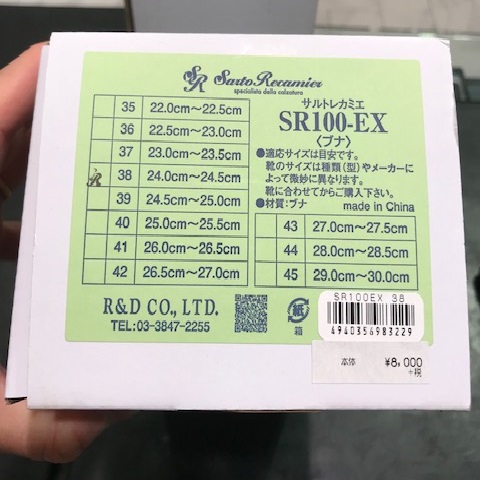 SR Sarto Recamier
specialista della calzatura
35 22.0cm～22.5cm
36 22.5cm～23.0cm
37 23.0cm～23.5cm
38 24.0cm～24.5cm
39 24.5cm～25.0cm
40 25.0cm～25.5cm
41 26.0cm～26.5cm
42 26.5cm～27.0cm
サルトレカミエ
SR100-EX
〈ブナ〉
●適応サイズは目安です。
靴のサイズは種類（型）やメーカーに
よって微妙に異なります。
靴に合わせてからご購入下さい。
●材質：ブナ made in China
43 27.0cm～27.5cm
44 28.0cm～28.5cm
45 29.0cm～30.0cm
R&D CO., LTD.
TEL:03-3847-2255
紙
箱
SR100EX 38
4940356983229
本体 ¥8,000
+税